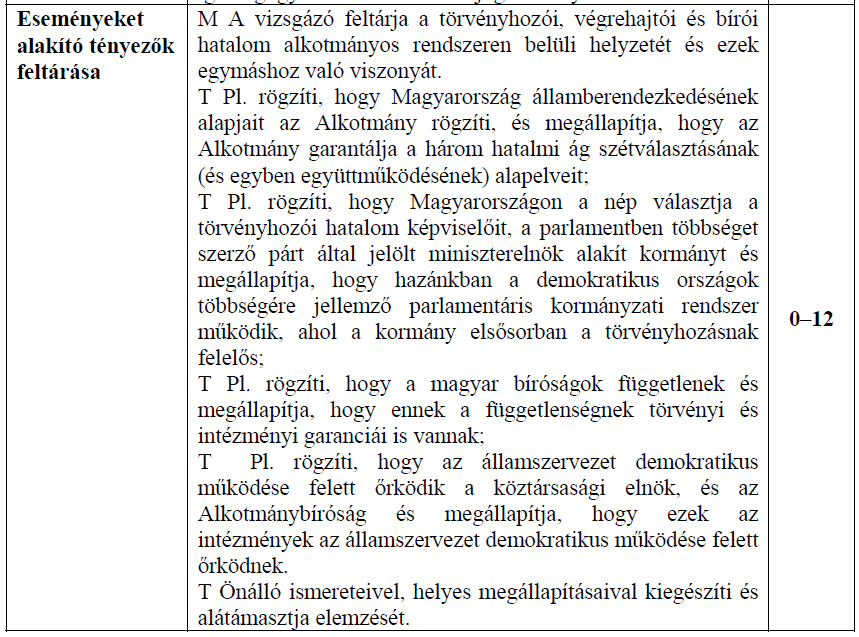 Eseményeket
alakító tényezők
feltárása
M A vizsgázó feltárja a törvényhozói, végrehajtói és bírói
hatalom alkotmányos rendszeren belüli helyzetét és ezek
egymáshoz való viszonyát.
T Pl. rögzíti, hogy Magyarország államberendezkedésének
alapjait az Alkotmány rögzíti, és megállapítja, hogy az
Alkotmány garantálja a három hatalmi ág szétválasztásának
(és egyben együttműködésének) alapelveit;
T Pl. rögzíti, hogy Magyarországon a nép választja a
törvényhozói hatalom képviselőit, a parlamentben többséget
szerző párt által jelölt miniszterelnök alakít kormányt és
megállapítja, hogy hazánkban a demokratikus országok
többségére jellemző parlamentáris kormányzati rendszer
működik, ahol a kormány elsősorban a törvényhozásnak
felelős;
T Pl. rögzíti, hogy a magyar bíróságok függetlenek és
megállapítja, hogy ennek a függetlenségnek törvényi és
intézményi garanciái is vannak;
T Pl. rögzíti, hogy az államszervezet demokratikus
működése felett őrködik a köztársasági elnök, és az
Alkotmánybíróság és megállapítja, hogy ezek az
intézmények az államszervezet demokratikus működése felett
őrködnek.
T Önálló ismereteivel, helyes megállapításaival kiegészíti és
alátámasztja elemzését.
0–12